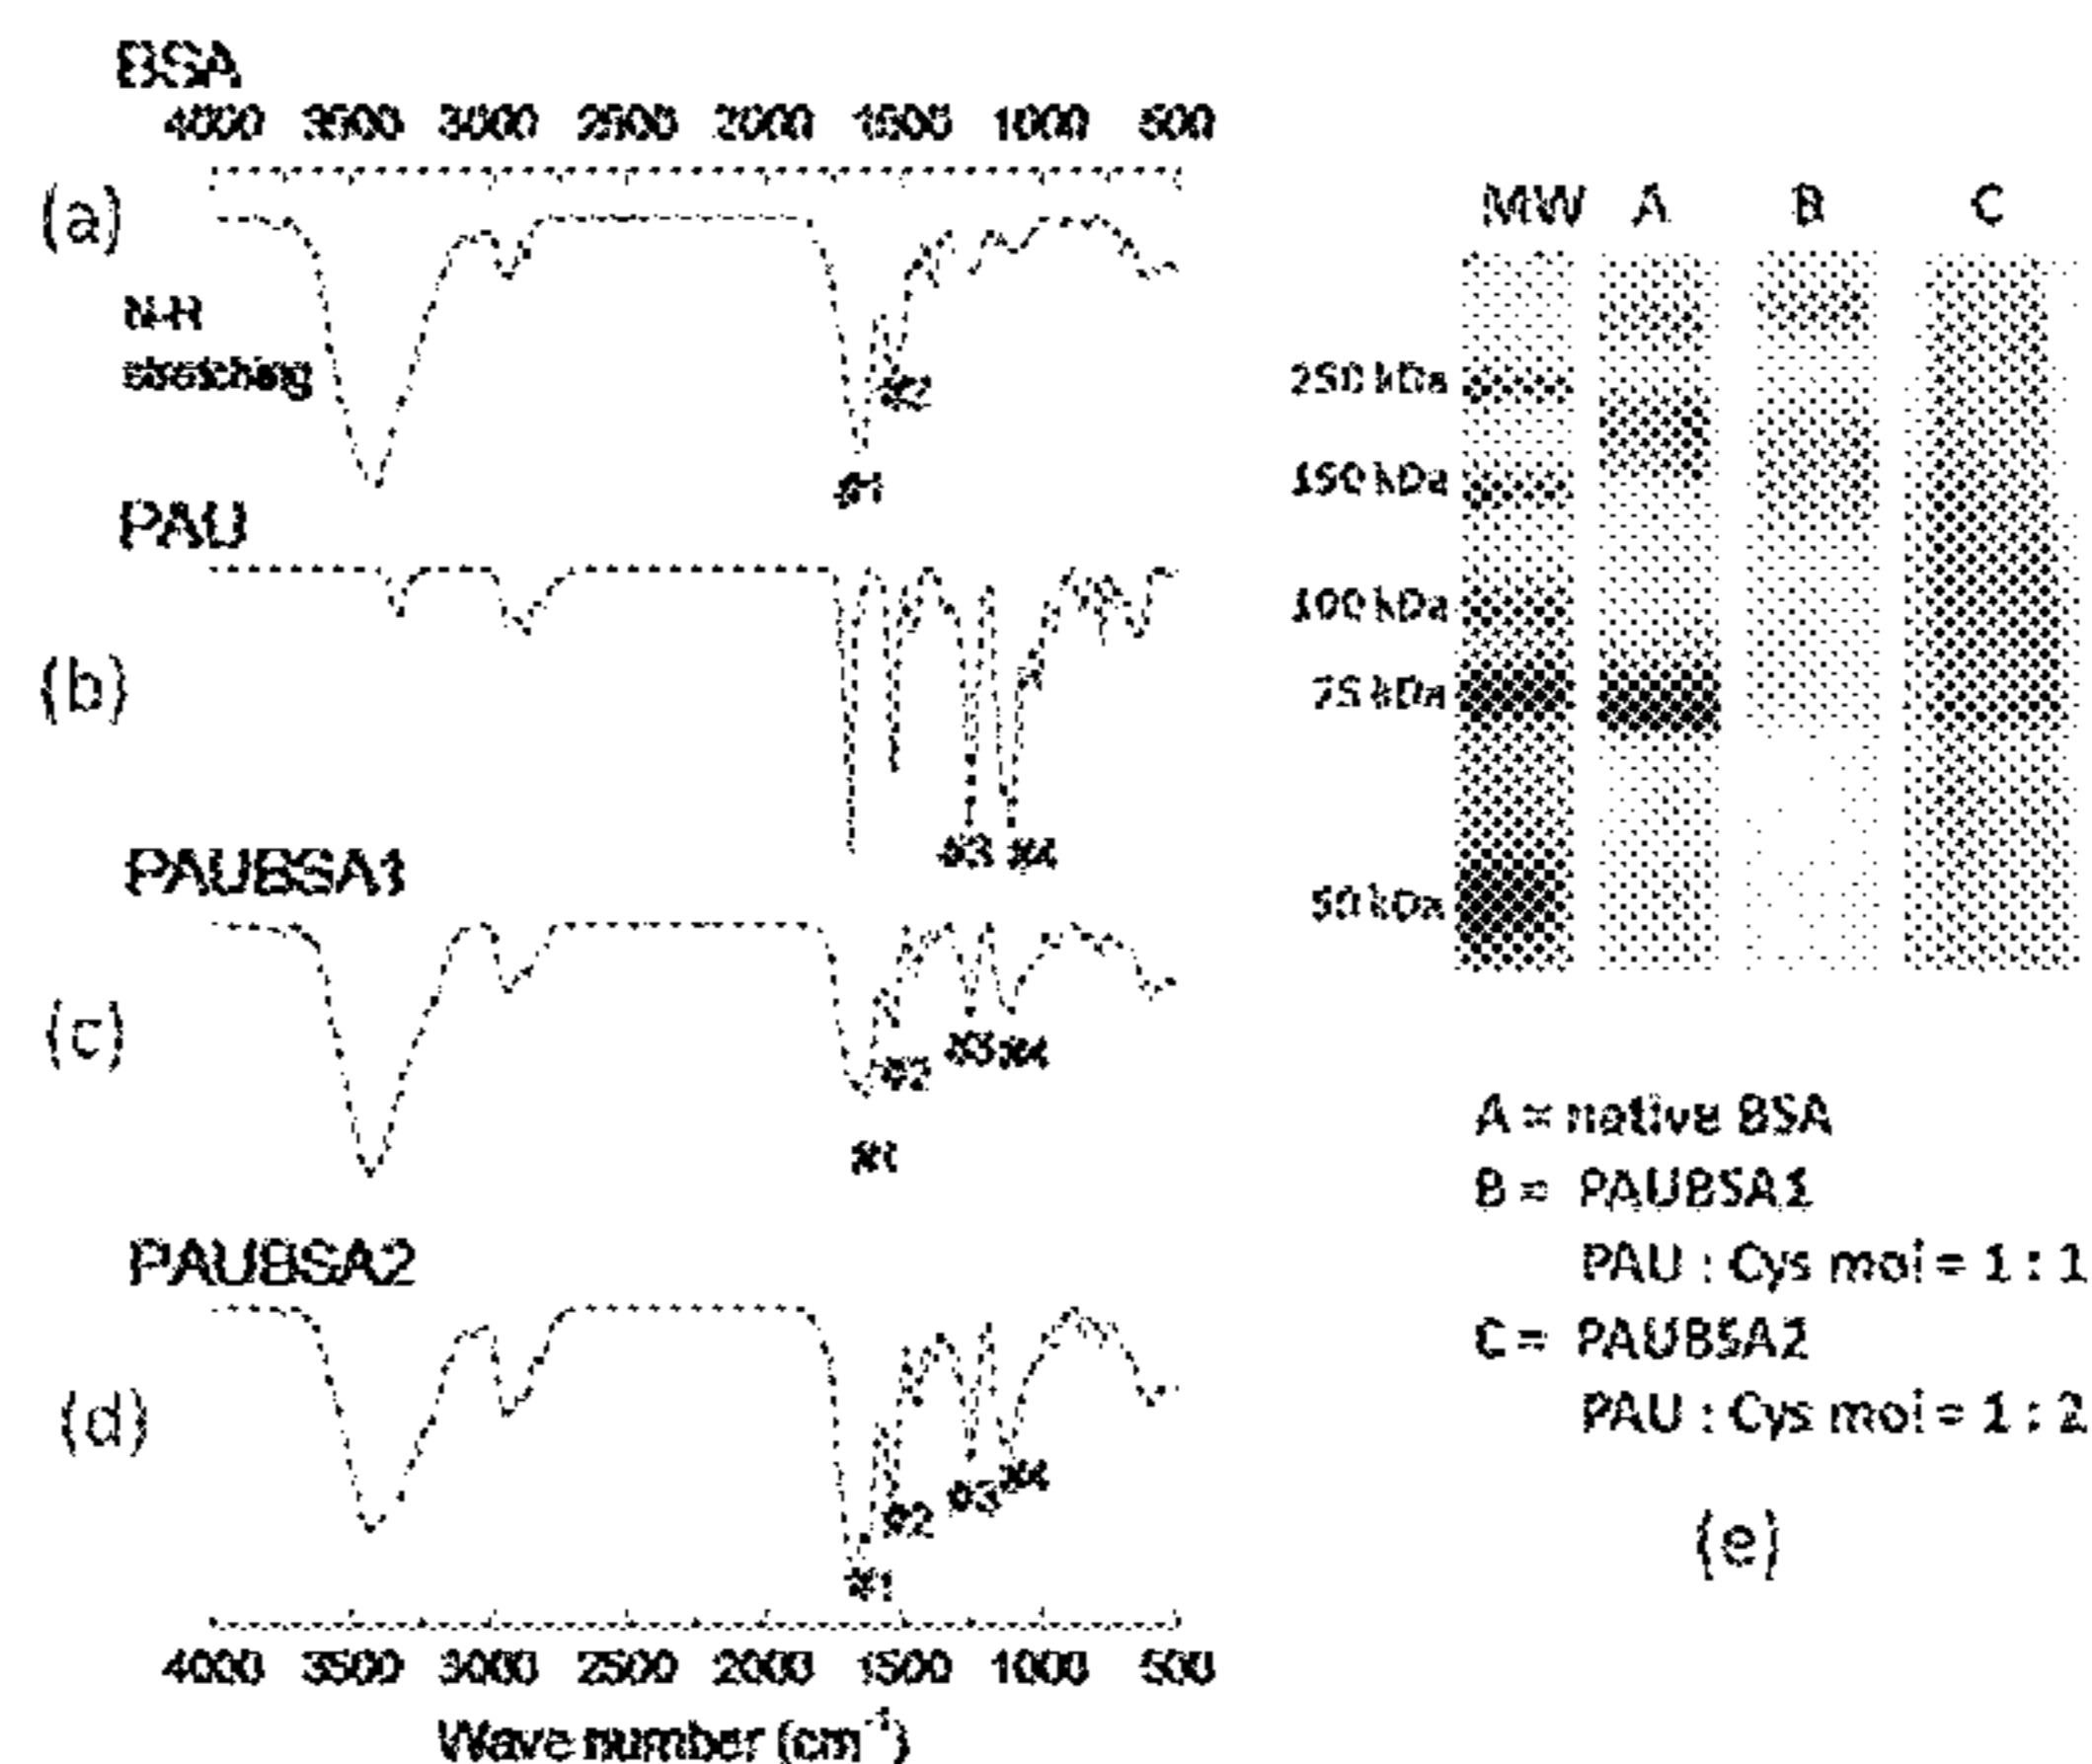 BSA
4000 3500 3000 2500 2000 1500 1000 500
(a)
N-H
stretching
#2
#1
PAU
(b)
#3 #4
PAUBSA1
(c)
#2
#3 #4
#1
PAUBSA2
(d)
#2
#3
#4
#1
4000 3500 3000 2500 2000 1500 1000 500
Wave number (cm⁻¹)
MW A B C
250 kDa
150 kDa
100 kDa
75 kDa
50 kDa
A = native BSA
B = PAUBSA1
PAU : Cys mol = 1 : 1
C = PAUBSA2
PAU : Cys mol = 1 : 2
(e)